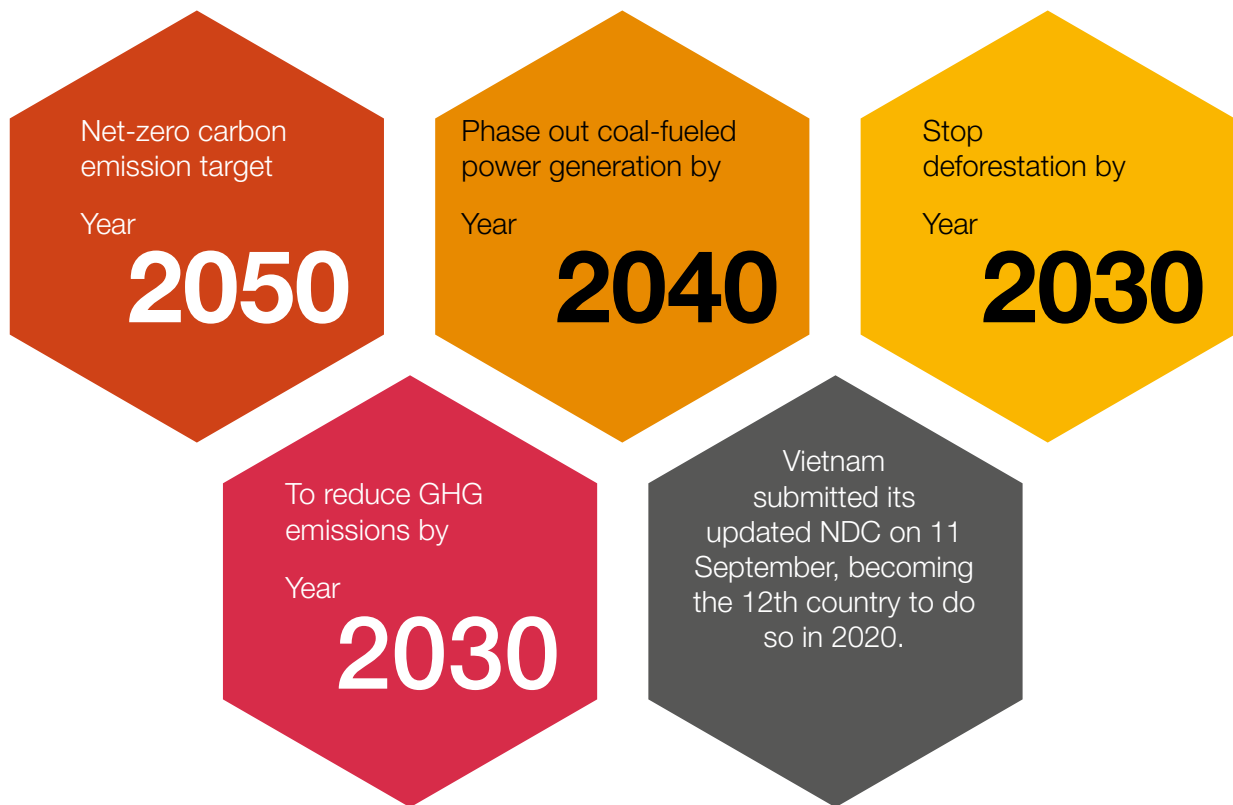 Net-zero carbon
emission target
Year
2050
Phase out coal-fueled
power generation by
Year
2040
Stop
deforestation by
Year
2030
To reduce GHG
emissions by
Year
2030
Vietnam
submitted its
updated NDC on 11
September, becoming
the 12th country to do
so in 2020.